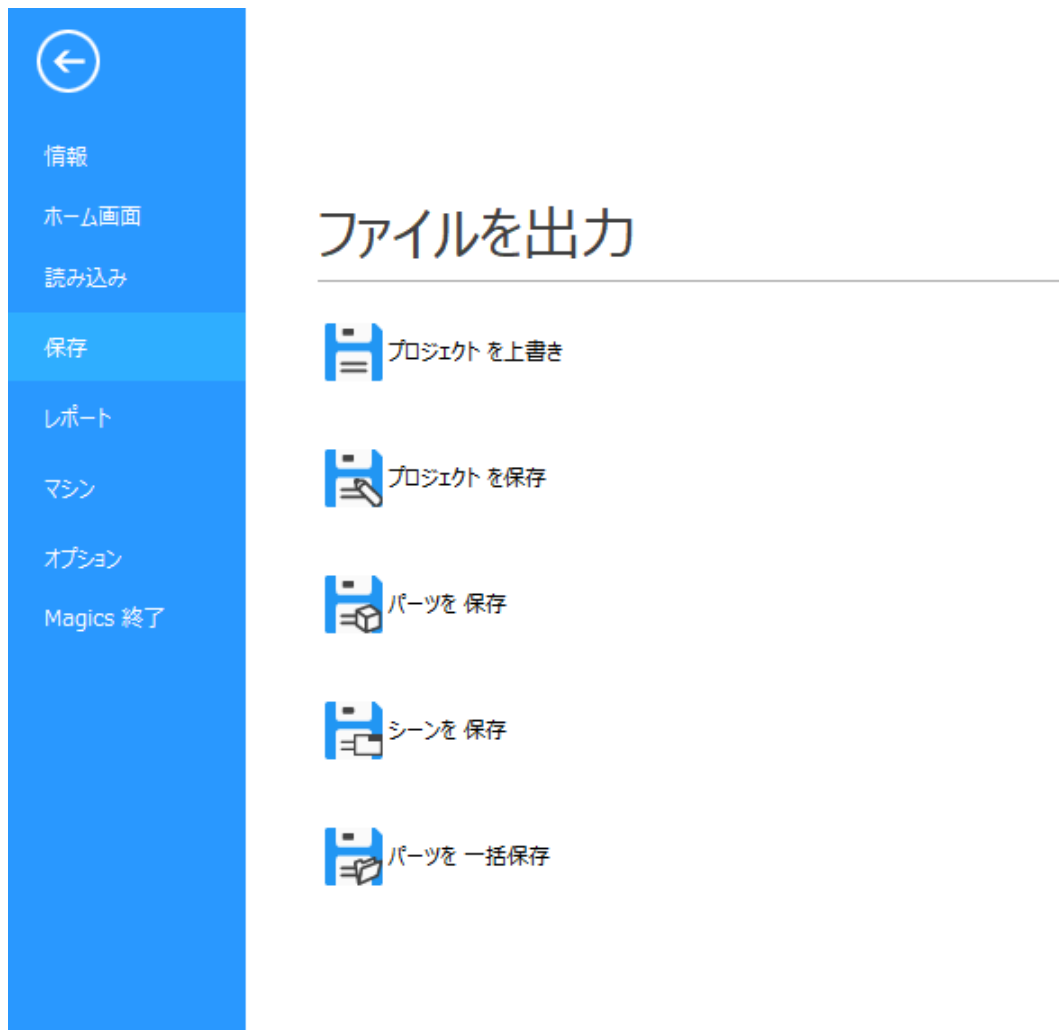 情報
ホーム画面
読み込み
保存
レポート
マシン
オプション
Magics 終了
ファイルを出力
プロジェクト を上書き
プロジェクト を保存
パーツを 保存
シーンを 保存
パーツを 一括保存